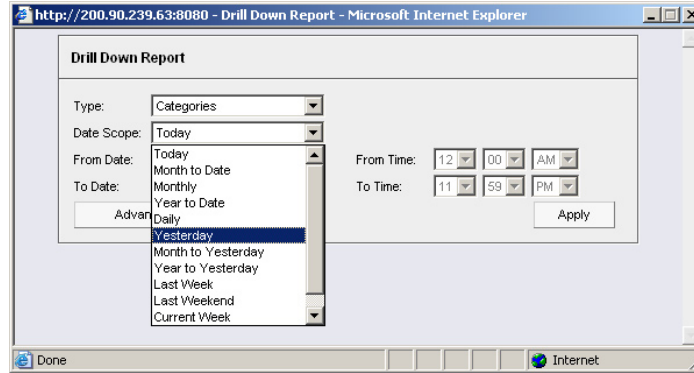 http://200.90.239.63:8080 - Drill Down Report - Microsoft Internet Explorer
Drill Down Report
Type: Categories
Date Scope: Today
From Date: From Time: 12 00 AM
To Date: To Time: 11 59 PM
Today
Month to Date
Monthly
Year to Date
Daily
Yesterday
Month to Yesterday
Year to Yesterday
Last Week
Last Weekend
Current Week
Advan Apply
Done Internet